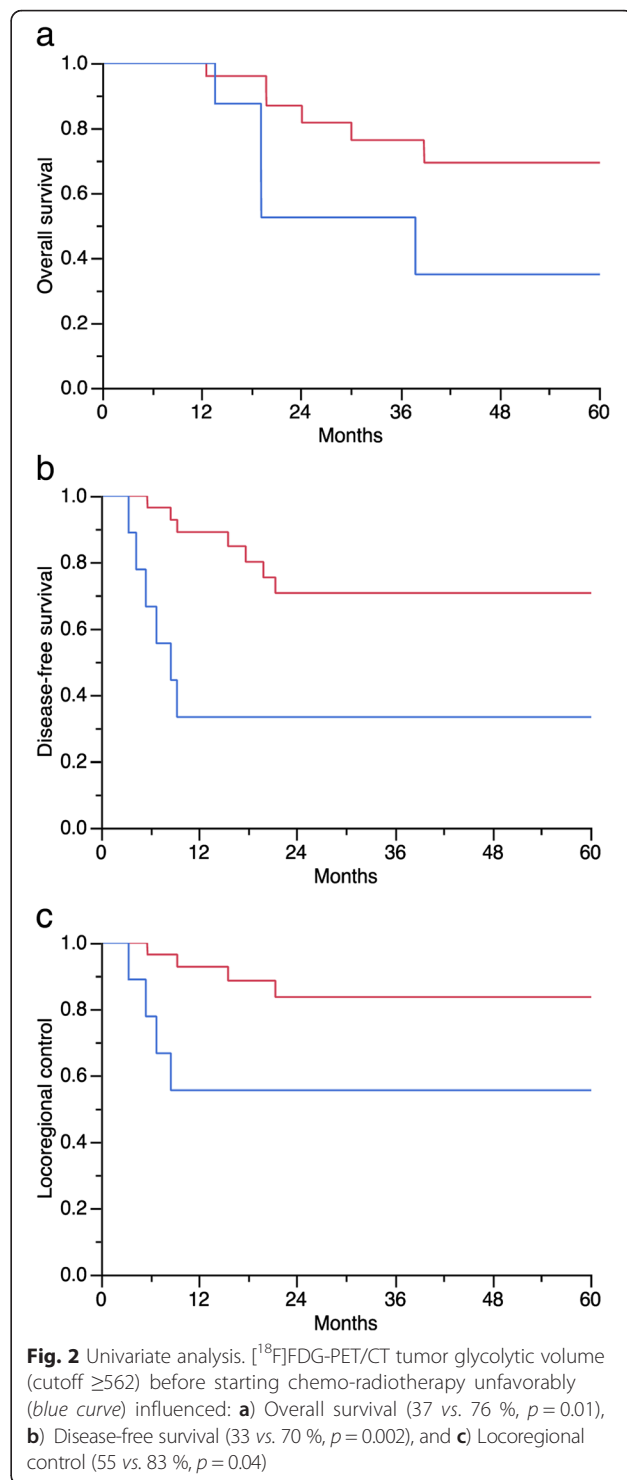 a
1.0
0.8
0.6
0.4
0.2
0.0
Overall survival
0 12 24 36 48 60
Months
b
1.0
0.8
0.6
0.4
0.2
0.0
Disease-free survival
0 12 24 36 48 60
Months
c
1.0
0.8
0.6
0.4
0.2
0.0
Locoregional control
0 12 24 36 48 60
Months
Fig. 2 Univariate analysis. [¹⁸F]FDG-PET/CT tumor glycolytic volume
(cutoff ≥562) before starting chemo-radiotherapy unfavorably
(blue curve) influenced: a) Overall survival (37 vs. 76 %, p = 0.01),
b) Disease-free survival (33 vs. 70 %, p = 0.002), and c) Locoregional
control (55 vs. 83 %, p = 0.04)